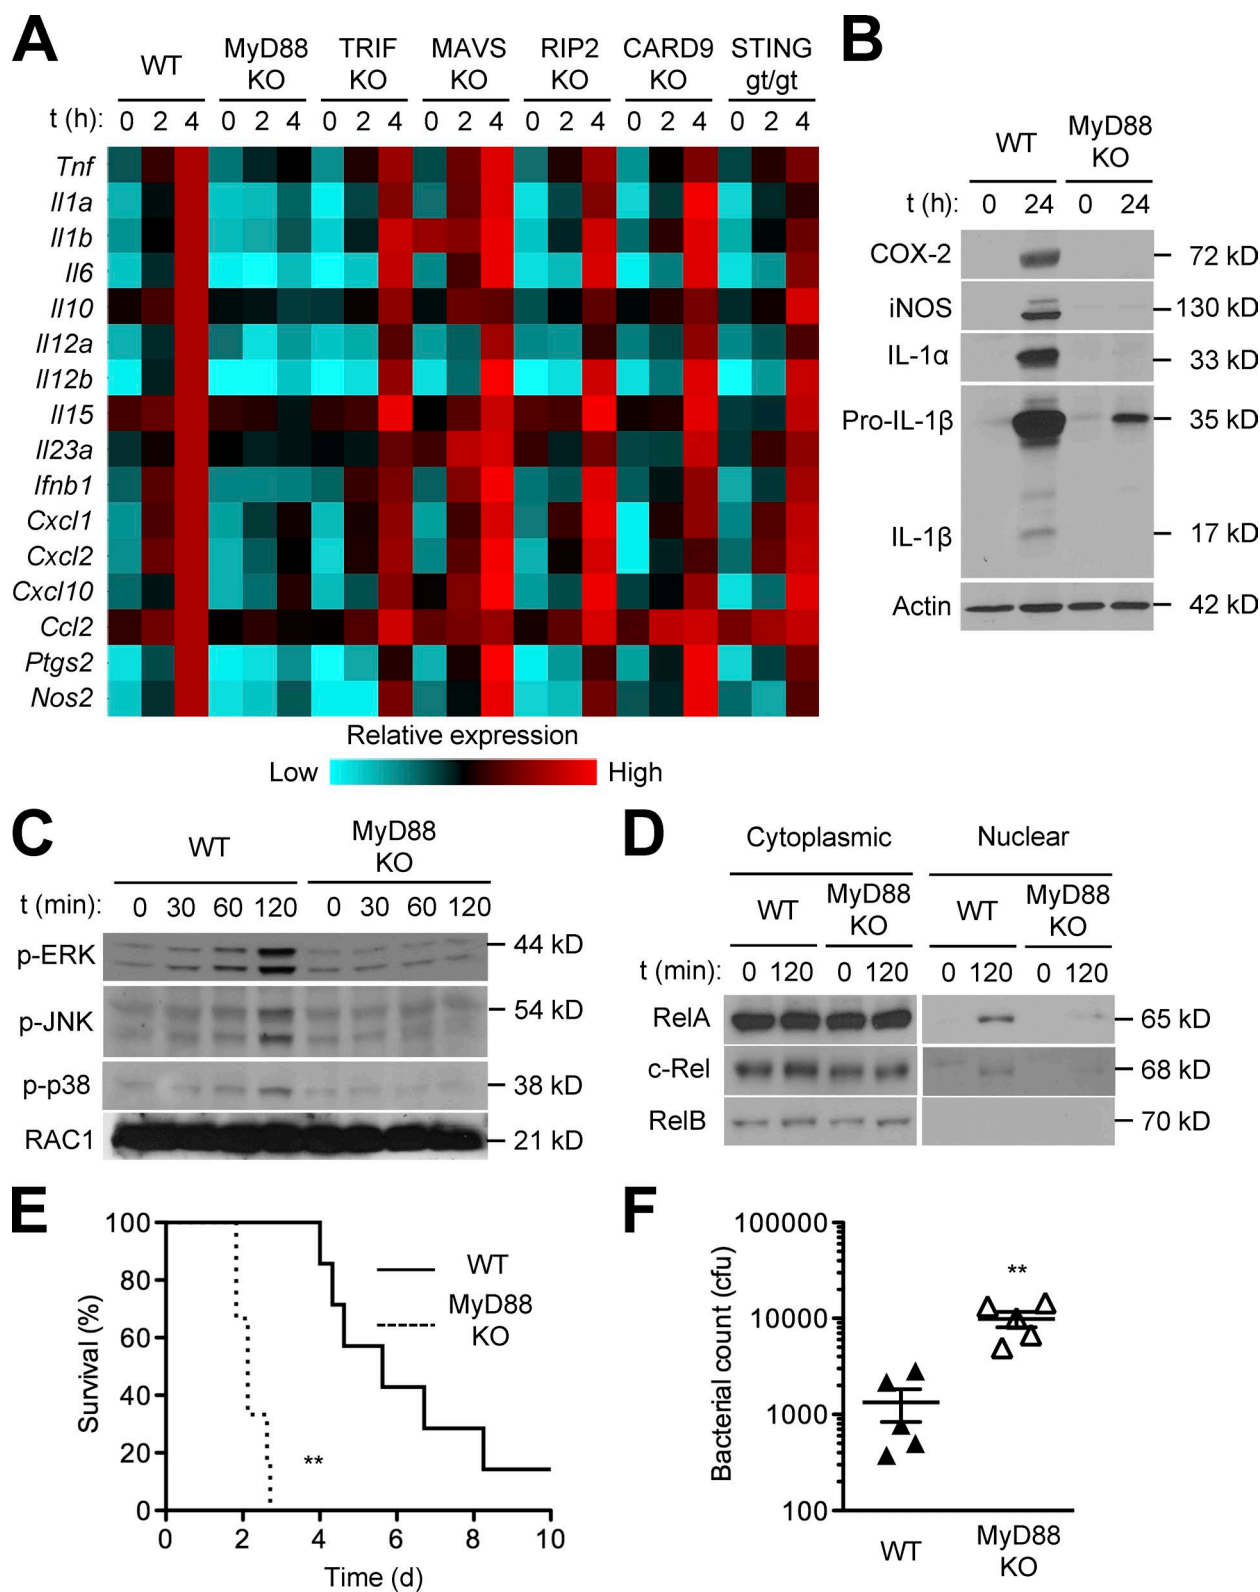 A
WT MyD88 KO TRIF KO MAVS KO RIP2 KO CARD9 KO STING gt/gt
t (h): 0 2 4 0 2 4 0 2 4 0 2 4 0 2 4 0 2 4 0 2 4
Tnf
Il1a
Il1b
Il6
Il10
Il12a
Il12b
Il15
Il23a
Ifnb1
Cxcl1
Cxcl2
Cxcl10
Ccl2
Ptgs2
Nos2
Relative expression
Low High
B
WT MyD88 KO
t (h): 0 24 0 24
COX-2 72 kD
iNOS 130 kD
IL-1α 33 kD
Pro-IL-1β 35 kD
IL-1β 17 kD
Actin 42 kD
C
WT MyD88 KO
t (min): 0 30 60 120 0 30 60 120
p-ERK 44 kD
p-JNK 54 kD
p-p38 38 kD
RAC1 21 kD
D
Cytoplasmic Nuclear
WT MyD88 KO WT MyD88 KO
t (min): 0 120 0 120 0 120 0 120
RelA 65 kD
c-Rel 68 kD
RelB 70 kD
E
Survival (%)
100
80
60
40
20
0
WT
MyD88 KO
**
0 2 4 6 8 10
Time (d)
F
Bacterial count (cfu)
100000
10000
1000
100
**
WT MyD88 KO